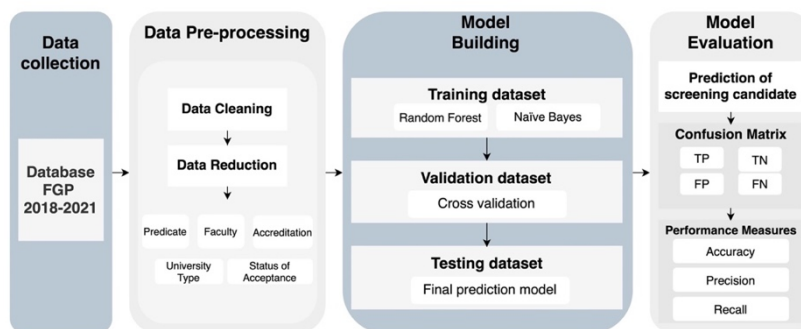 Data
collection
Database
FGP
2018-2021
Data Pre-processing
Data Cleaning
Data Reduction
Predicate
Faculty
Accreditation
University
Type
Status of
Acceptance
Model
Building
Training dataset
Random Forest
Naïve Bayes
Validation dataset
Cross validation
Testing dataset
Final prediction model
Model
Evaluation
Prediction of
screening candidate
Confusion Matrix
TP
TN
FP
FN
Performance Measures
Accuracy
Precision
Recall